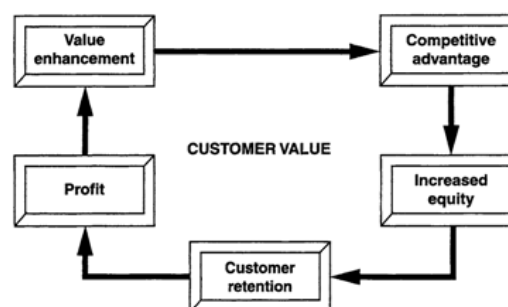 Value
enhancement
Competitive
advantage
CUSTOMER VALUE
Profit
Increased
equity
Customer
retention